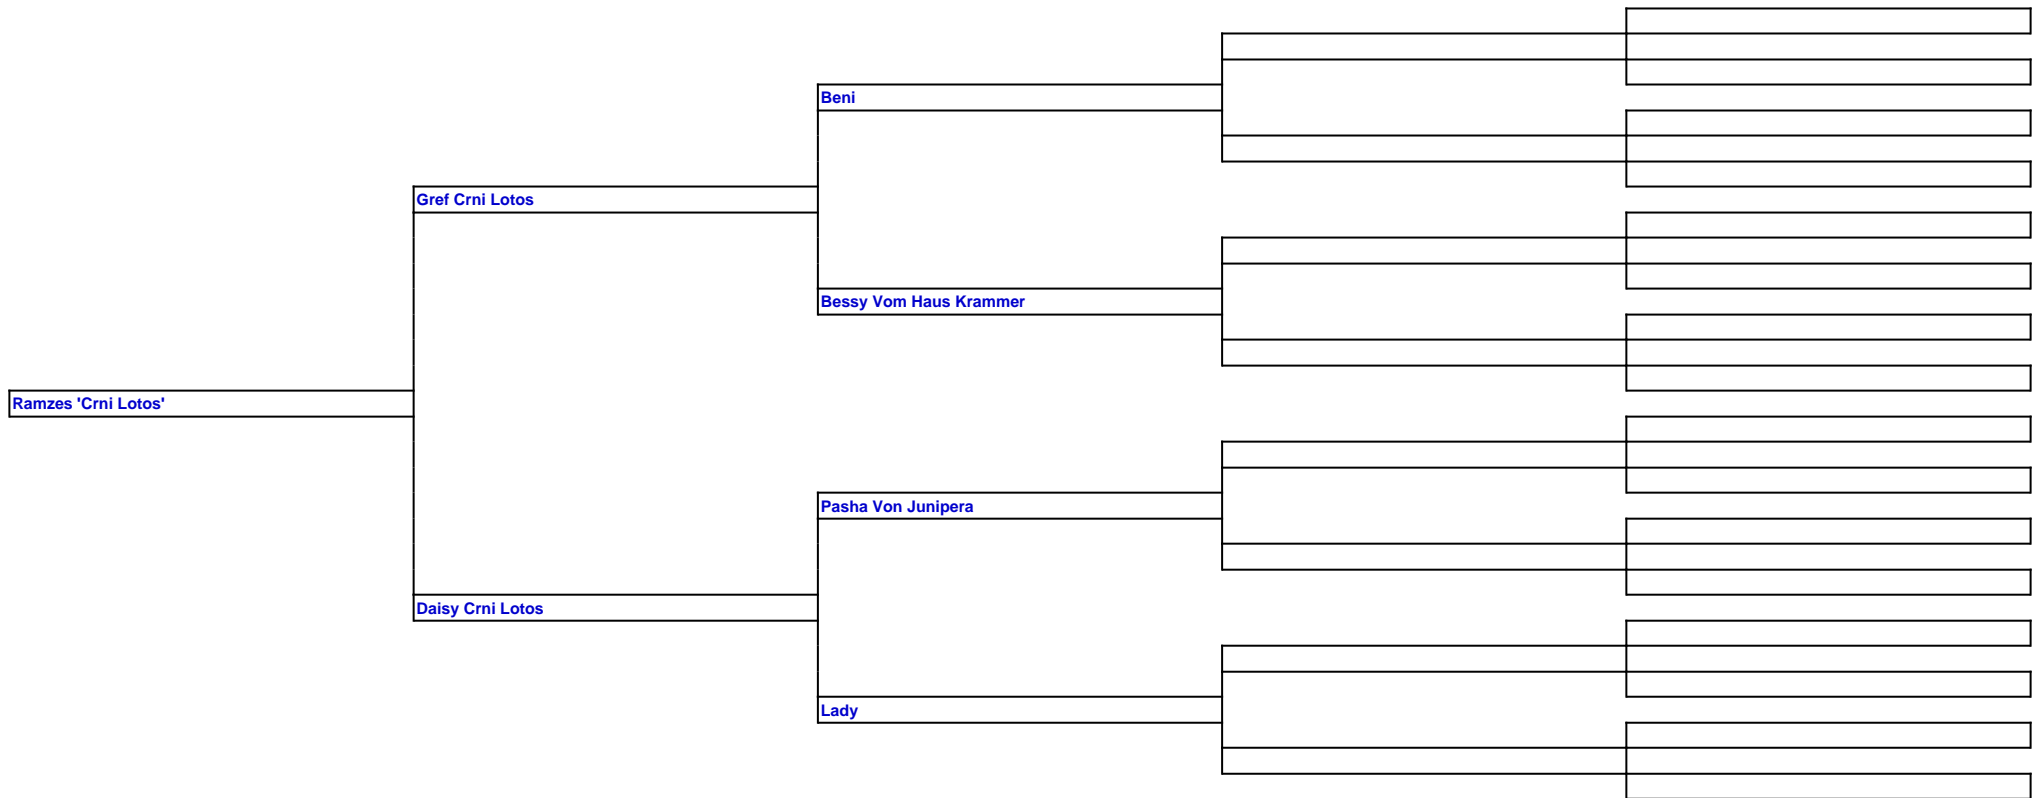 Beni
Gref Crni Lotos
Bessy Vom Haus Krammer
Ramzes 'Crni Lotos'
Pasha Von Junipera
Daisy Crni Lotos
Lady